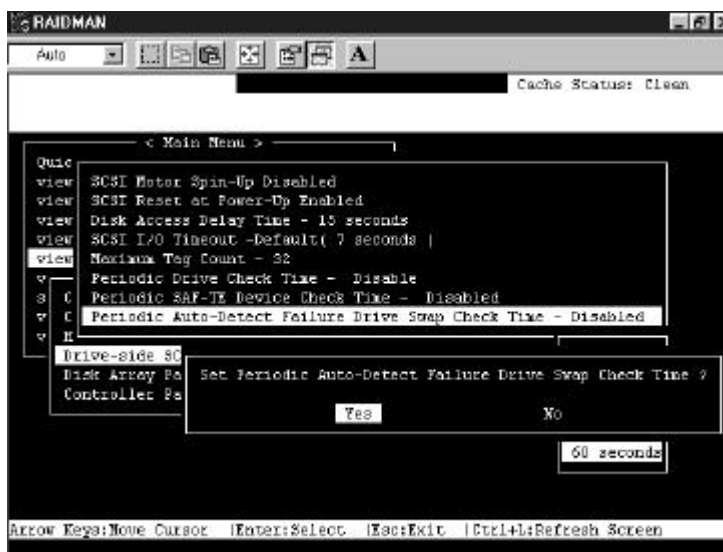 RAIDMAN
Auto
A
Cache Status: Clean
< Main Menu >
Quic
view SCSI Motor Spin-Up Disabled
view SCSI Reset at Power-Up Enabled
view Disk Access Delay Time - 15 seconds
view SCSI I/O Timeout -Default( 7 seconds )
view Maximum Tag Count - 32
v Periodic Drive Check Time - Disable
s C Periodic SAF-TE Device Check Time - Disabled
v C Periodic Auto-Detect Failure Drive Swap Check Time - Disabled
v H
Drive-side SC
Disk Array Pa
Controller Pa
Set Periodic Auto-Detect Failure Drive Swap Check Time ?
Yes No
60 seconds
Arrow Keys:Move Cursor |Enter:Select |Esc:Exit |Ctrl+L:Refresh Screen